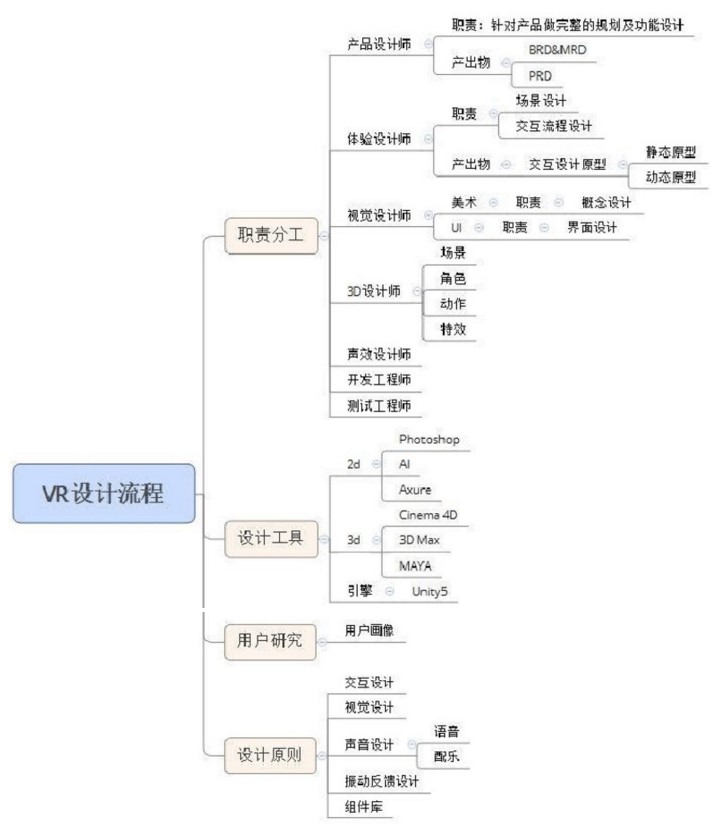 VR设计流程
职责分工
产品设计师
职责：针对产品做完整的规划及功能设计
产出物
BRD&MRD
PRD
体验设计师
职责
场景设计
交互流程设计
产出物
交互设计原型
静态原型
动态原型
视觉设计师
美术
职责
概念设计
UI
职责
界面设计
3D设计师
场景
角色
动作
特效
声效设计师
开发工程师
测试工程师
设计工具
2d
Photoshop
AI
Axure
3d
Cinema 4D
3D Max
MAYA
引擎
Unity5
用户研究
用户画像
设计原则
交互设计
视觉设计
声音设计
语音
配乐
振动反馈设计
组件库